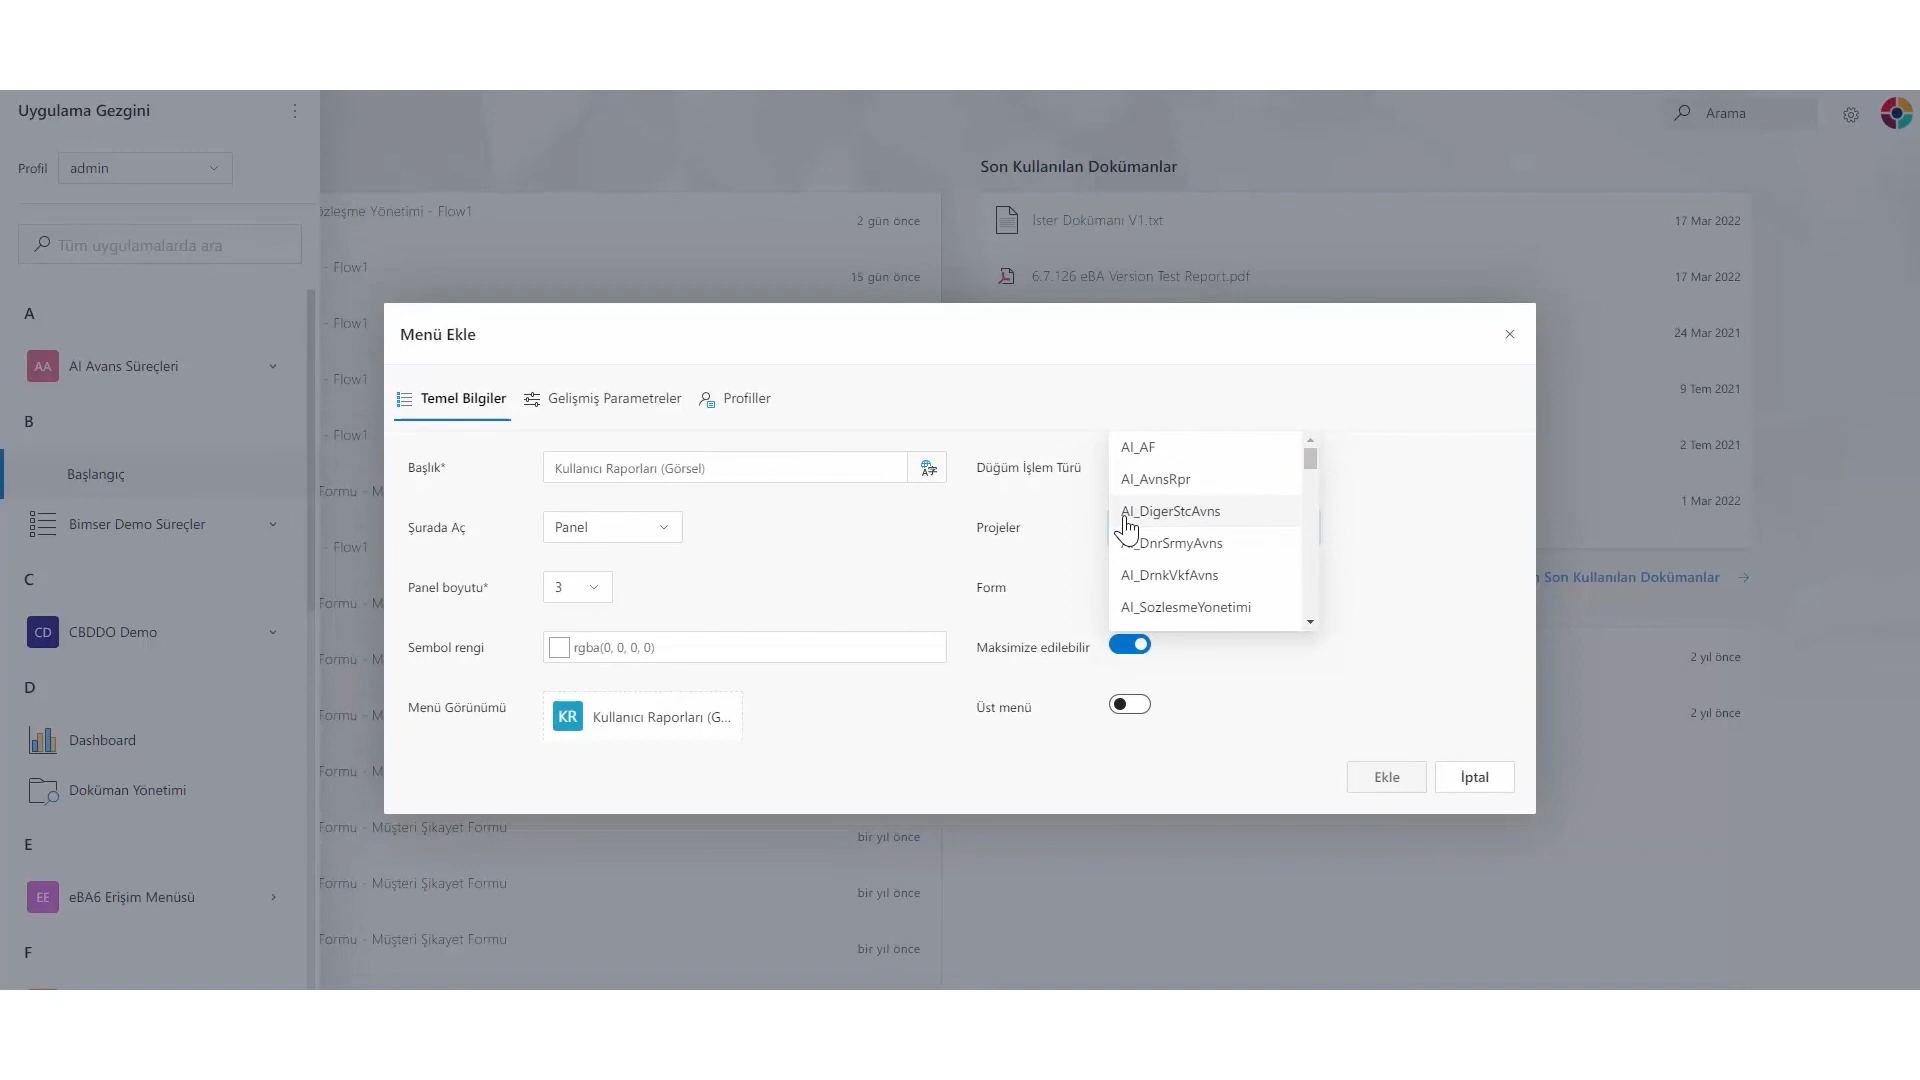 Uygulama Gezgini
Profil
admin
Tüm uygulamalarda ara
A
AA
AI Avans Süreçleri
B
Başlangıç
Bimser Demo Süreçler
C
CD
CBDDO Demo
D
Dashboard
Doküman Yönetimi
E
EE
eBA6 Erişim Menüsü
F
Arama
özleşme Yönetimi - Flow1
2 gün önce
- Flow1
15 gün önce
- Flow1
- Flow1
- Flow1
Formu - M
- Flow1
Formu - M
Formu - M
Formu - M
Formu - M
Formu - Müşteri Şikayet Formu
bir yıl önce
Formu - Müşteri Şikayet Formu
bir yıl önce
Formu - Müşteri Şikayet Formu
bir yıl önce
Son Kullanılan Dokümanlar
İster Dokümanı V1.txt
17 Mar 2022
6.7.126 eBA Version Test Report.pdf
17 Mar 2022
24 Mar 2021
9 Tem 2021
2 Tem 2021
1 Mar 2022
Son Kullanılan Dokümanlar
2 yıl önce
2 yıl önce
Menü Ekle
Temel Bilgiler
Gelişmiş Parametreler
Profiller
Başlık*
Kullanıcı Raporları (Görsel)
Şurada Aç
Panel
Panel boyutu*
3
Sembol rengi
rgba(0, 0, 0, 0)
Menü Görünümü
KR
Kullanıcı Raporları (G...
Düğüm İşlem Türü
Projeler
Form
Maksimize edilebilir
Üst menü
AI_AF
AI_AvnsRpr
AI_DigerStcAvns
_DnrSrmyAvns
AI_DrnkVkfAvns
AI_SozlesmeYonetimi
Ekle
İptal